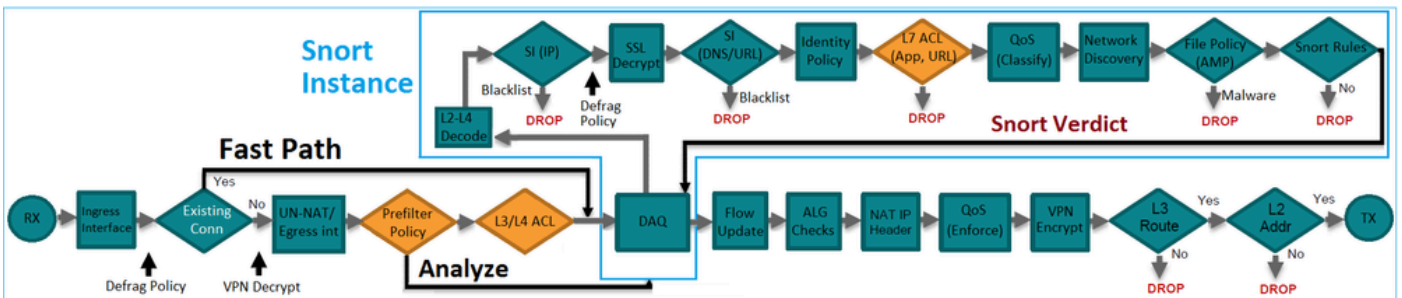 Snort
Instance
SI (IP)
SSL
Decrypt
SI
(DNS/URL)
Identity
Policy
L7 ACL
(App, URL)
QoS
(Classify)
Network
Discovery
File Policy
(AMP)
Snort Rules
Blacklist
DROP
Defrag
Policy
Blacklist
DROP
DROP
Malware
DROP
No
DROP
L2-L4
Decode
Snort Verdict
Fast Path
Yes
RX
Ingress
Interface
Existing
Conn
No
UN-NAT/
Egress int
Prefilter
Policy
L3/L4 ACL
DAQ
Flow
Update
ALG
Checks
NAT IP
Header
QoS
(Enforce)
VPN
Encrypt
L3
Route
Yes
L2
Addr
Yes
TX
Defrag Policy
VPN Decrypt
Analyze
No
DROP
No
DROP